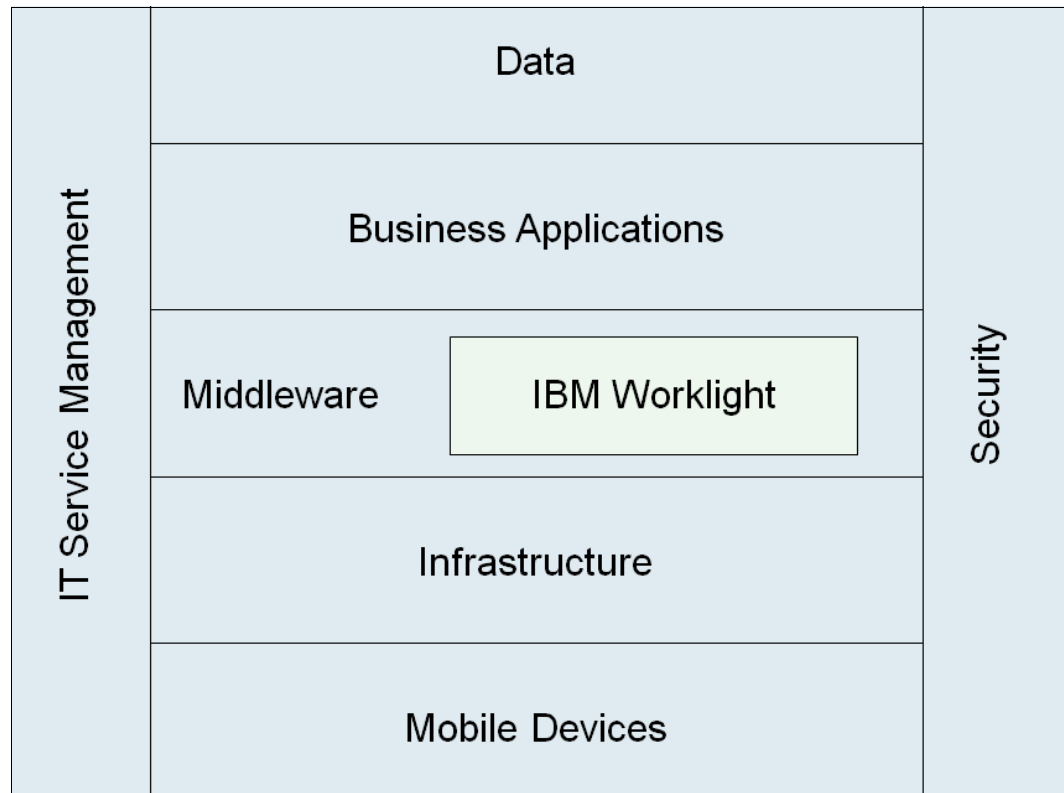 Data
Business Applications
IT Service Management
Middleware
IBM Worklight
Security
Infrastructure
Mobile Devices